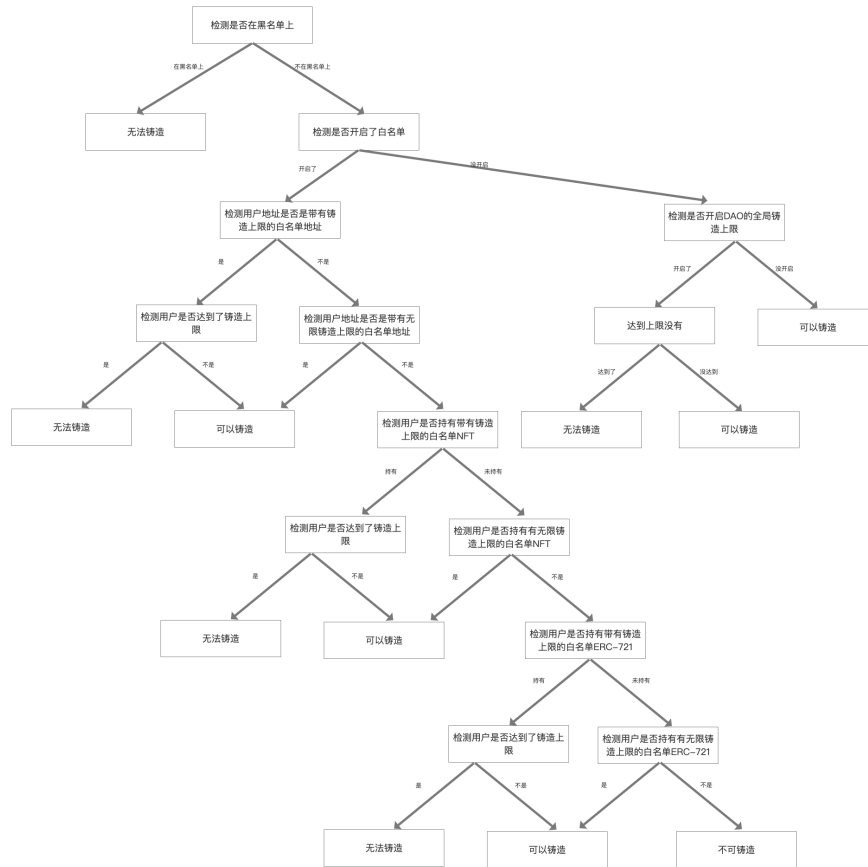 检测是否在黑名单上
在黑名单上
不在黑名单上
无法铸造
检测是否开启了白名单
开启了
没开启
检测用户地址是否是带有铸
造上限的白名单地址
检测是否开启DAO的全局铸
造上限
是
不是
开启了
没开启
检测用户是否达到了铸造上
限
检测用户地址是否是带有无
限铸造上限的白名单地址
达到上限没有
可以铸造
是
不是
是
不是
达到了
没达到
无法铸造
可以铸造
检测用户是否持有带有铸造
上限的白名单NFT
无法铸造
可以铸造
持有
未持有
检测用户是否达到了铸造上
限
检测用户是否持有有无限铸
造上限的白名单NFT
是
不是
是
不是
无法铸造
可以铸造
检测用户是否持有带有铸造
上限的白名单ERC-721
持有
未持有
检测用户是否达到了铸造上
限
检测用户是否持有有无限铸
造上限的白名单ERC-721
是
不是
是
不是
无法铸造
可以铸造
不可铸造